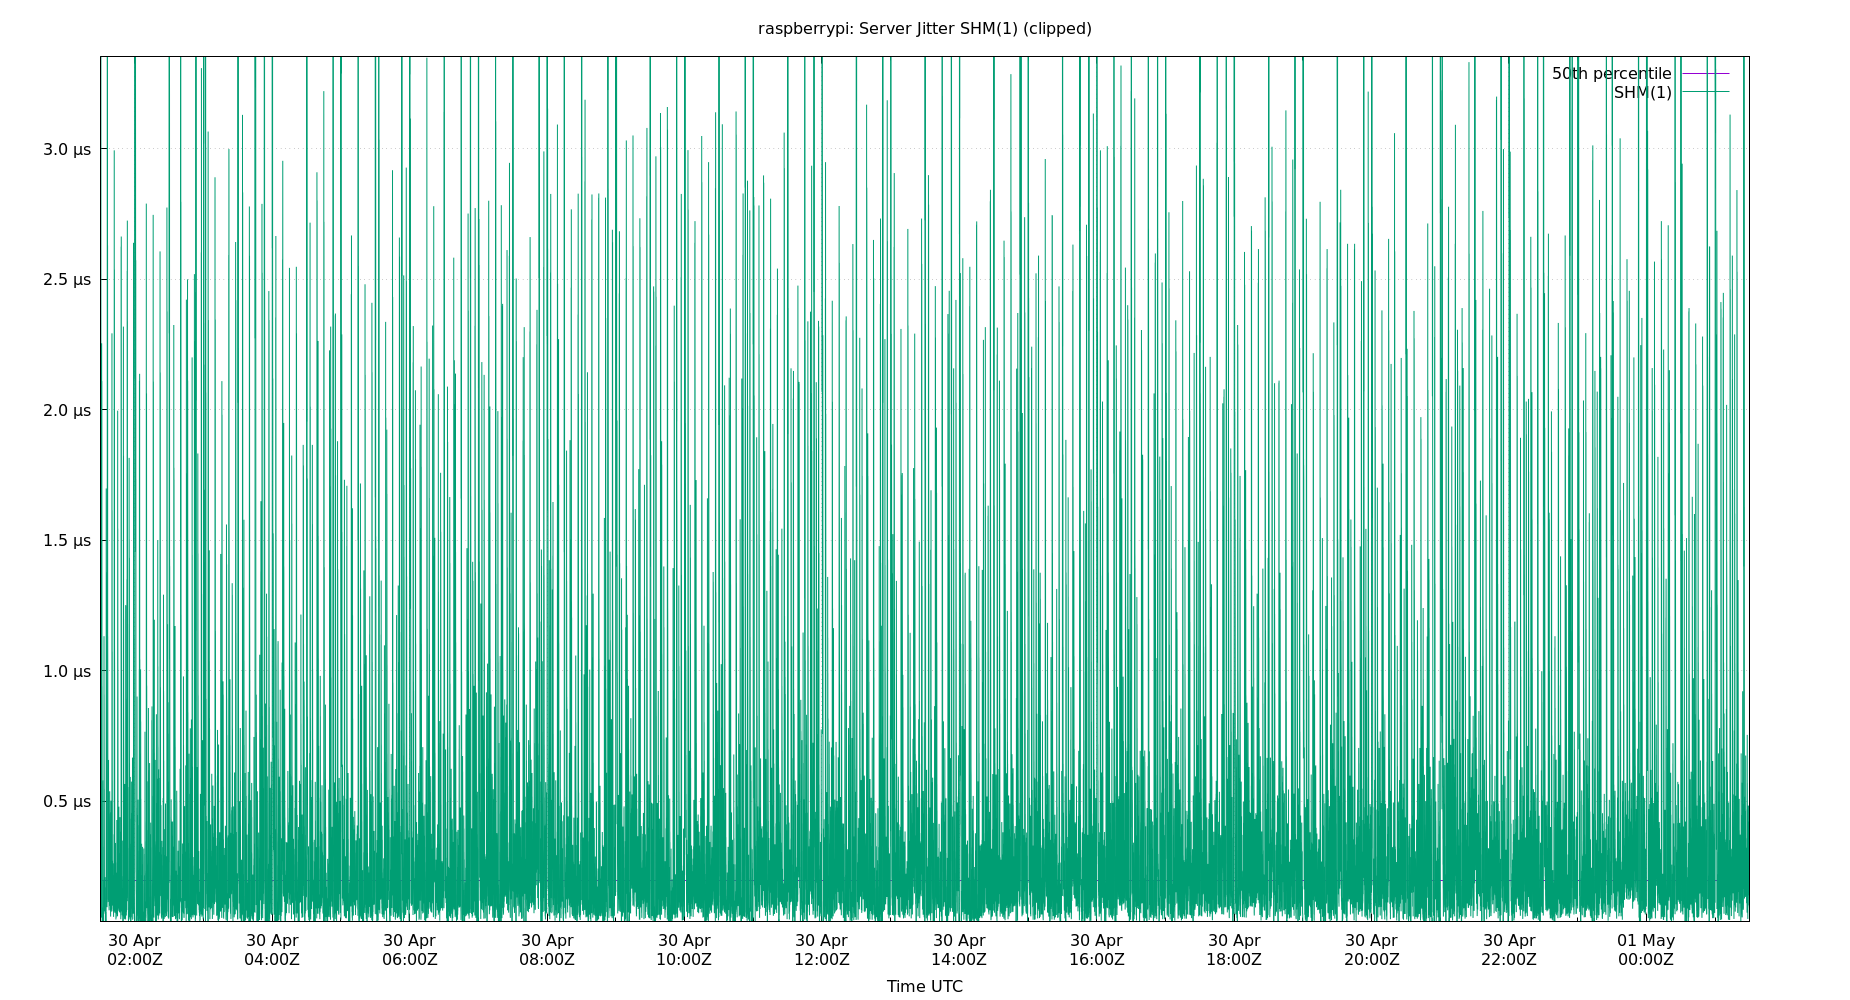 raspberrypi: Server Jitter SHM(1) (clipped)
50th percentile
SHM(1)
3.0 µs
2.5 µs
2.0 µs
1.5 µs
1.0 µs
0.5 µs
30 Apr 30 Apr 30 Apr 30 Apr 30 Apr 30 Apr 30 Apr 30 Apr 30 Apr 30 Apr 30 Apr 01 May
02:00Z 04:00Z 06:00Z 08:00Z 10:00Z 12:00Z 14:00Z 16:00Z 18:00Z 20:00Z 22:00Z 00:00Z
Time UTC